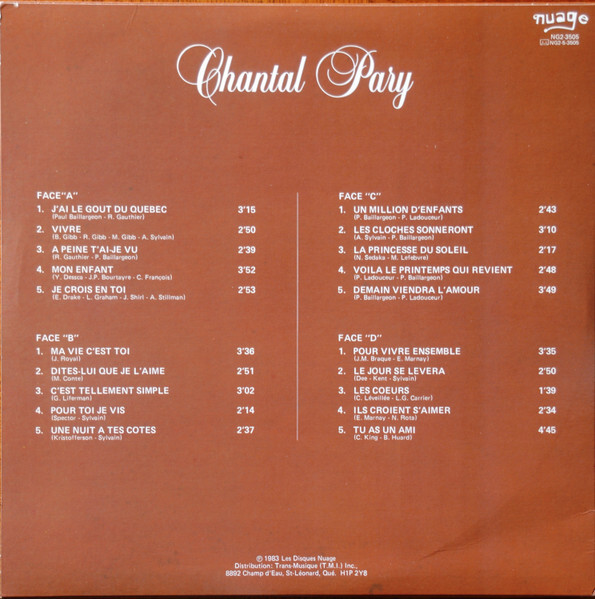 nuage
NG2-3505
NG2-5-3505
Chantal Pary
FACE "A"
1. J'AI LE GOUT DU QUEBEC 3'15
(Paul Baillargeon - R. Gauthier)
2. VIVRE 2'50
(B. Gibb - R. Gibb - M. Gibb - A. Sylvain)
3. A PEINE T'AI-JE VU 2'39
(R. Gauthier - P. Baillargeon)
4. MON ENFANT 3'52
(Y. Dessca - J.P. Bourtayre - C. François)
5. JE CROIS EN TOI 2'53
(E. Drake - L. Graham - J. Shirl - A. Stillman)
FACE "B"
1. MA VIE C'EST TOI 3'36
(J. Royal)
2. DITES-LUI QUE JE L'AIME 2'51
(M. Conte)
3. C'EST TELLEMENT SIMPLE 3'02
(G. Liferman)
4. POUR TOI JE VIS 2'14
(Spector - Sylvain)
5. UNE NUIT A TES COTES 2'37
(Kristofferson - Sylvain)
FACE "C"
1. UN MILLION D'ENFANTS 2'43
(P. Baillargeon - P. Ladouceur)
2. LES CLOCHES SONNERONT 3'10
(A. Sylvain - P. Baillargeon)
3. LA PRINCESSE DU SOLEIL 2'17
(N. Sedaka - M. Lefebvre)
4. VOILA LE PRINTEMPS QUI REVIENT 2'48
(P. Ladouceur - P. Baillargeon)
5. DEMAIN VIENDRA L'AMOUR 3'49
(P. Baillargeon - P. Ladouceur)
FACE "D"
1. POUR VIVRE ENSEMBLE 3'35
(J.M. Braque - E. Marnay)
2. LE JOUR SE LEVERA 2'50
(Dee - Kent - Sylvain)
3. LES COEURS 1'39
(C. Léveillée - L.G. Carrier)
4. ILS CROIENT S'AIMER 2'34
(E. Marnay - N. Rota)
5. TU AS UN AMI 4'45
(C. King - B. Huard)
© 1983 Les Disques Nuage
Distribution: Trans-Musique (T.M.I.) Inc.,
8892 Champ d'Eau, St-Léonard, Qué. H1P 2Y8